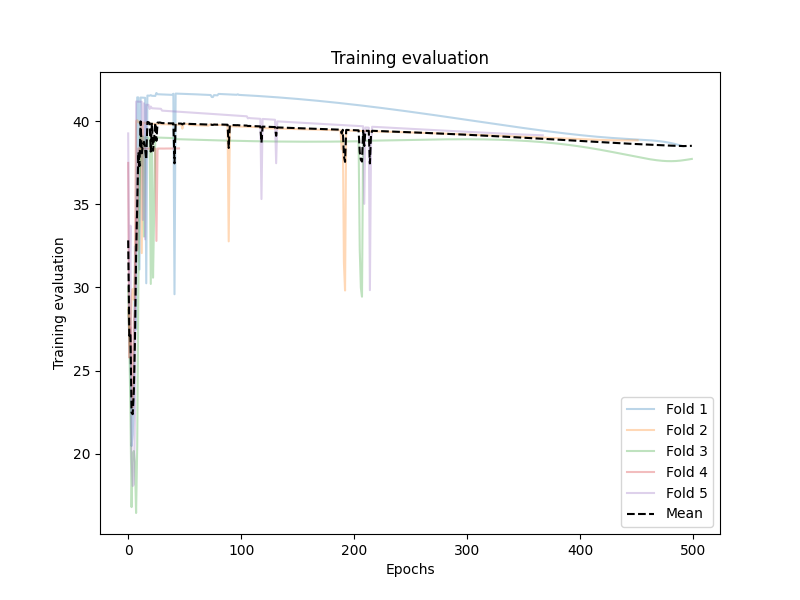 Training evaluation
Training evaluation
40
35
30
25
20
0
100
200
300
400
500
Epochs
Fold 1
Fold 2
Fold 3
Fold 4
Fold 5
Mean